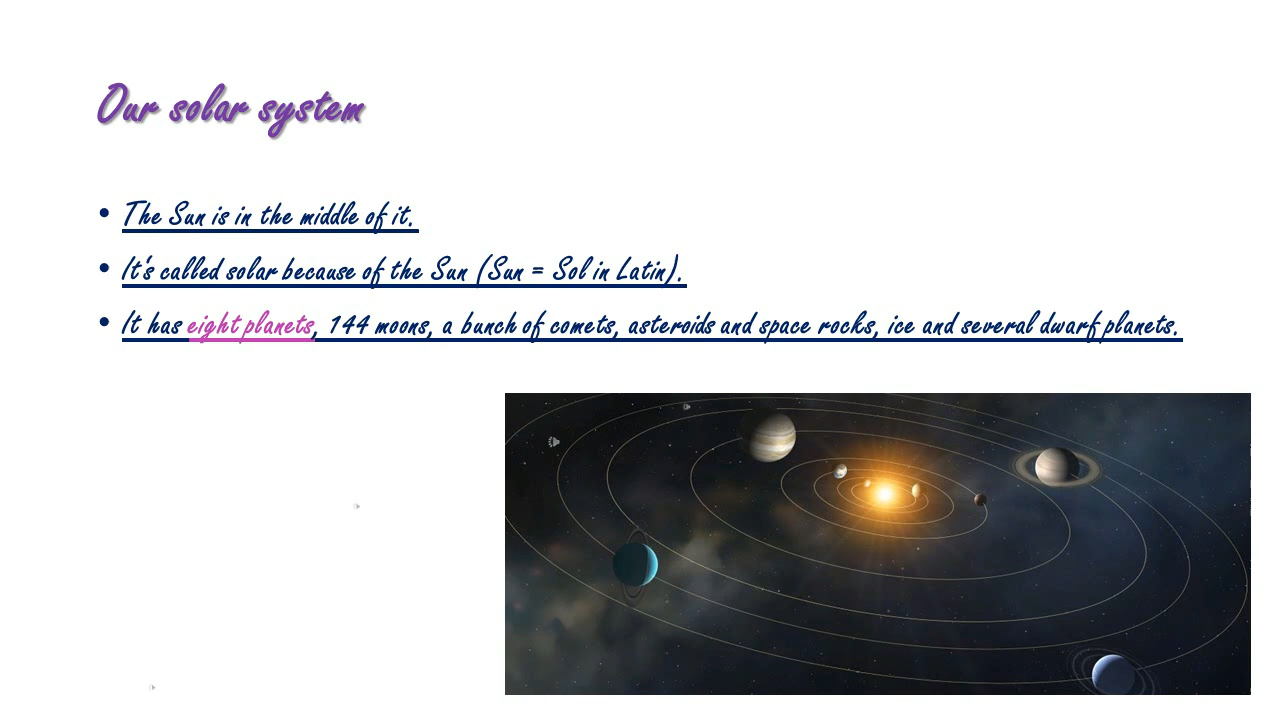 Our solar system
• The Sun is in the middle of it.
• It's called solar because of the Sun (Sun = Sol in Latin).
• It has eight planets, 144 moons, a bunch of comets, asteroids and space rocks, ice and several dwarf planets.